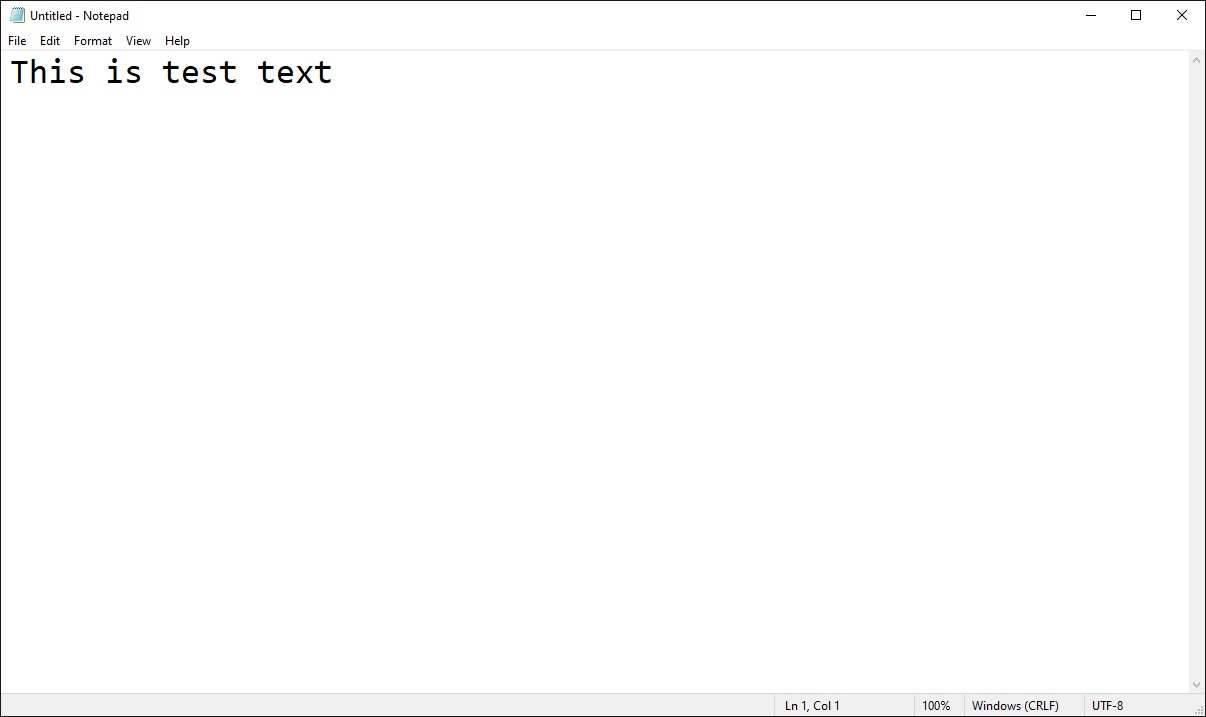 Untitled - Notepad
File Edit Format View Help
This is test text
Ln 1, Col 1 100% Windows (CRLF) UTF-8